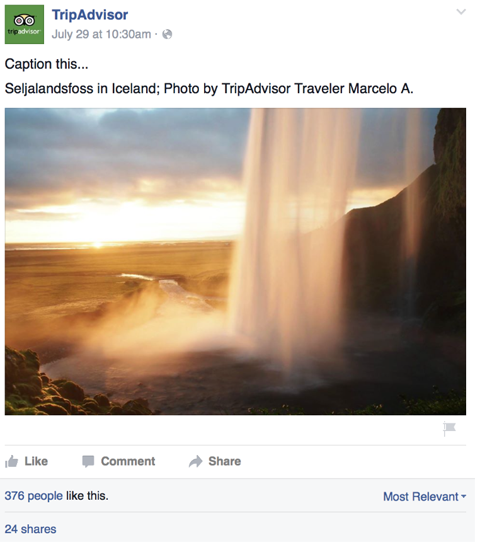 tripadvisor
TripAdvisor
July 29 at 10:30am ·
Caption this...
Seljalandsfoss in Iceland; Photo by TripAdvisor Traveler Marcelo A.
Like Comment Share
376 people like this. Most Relevant
24 shares